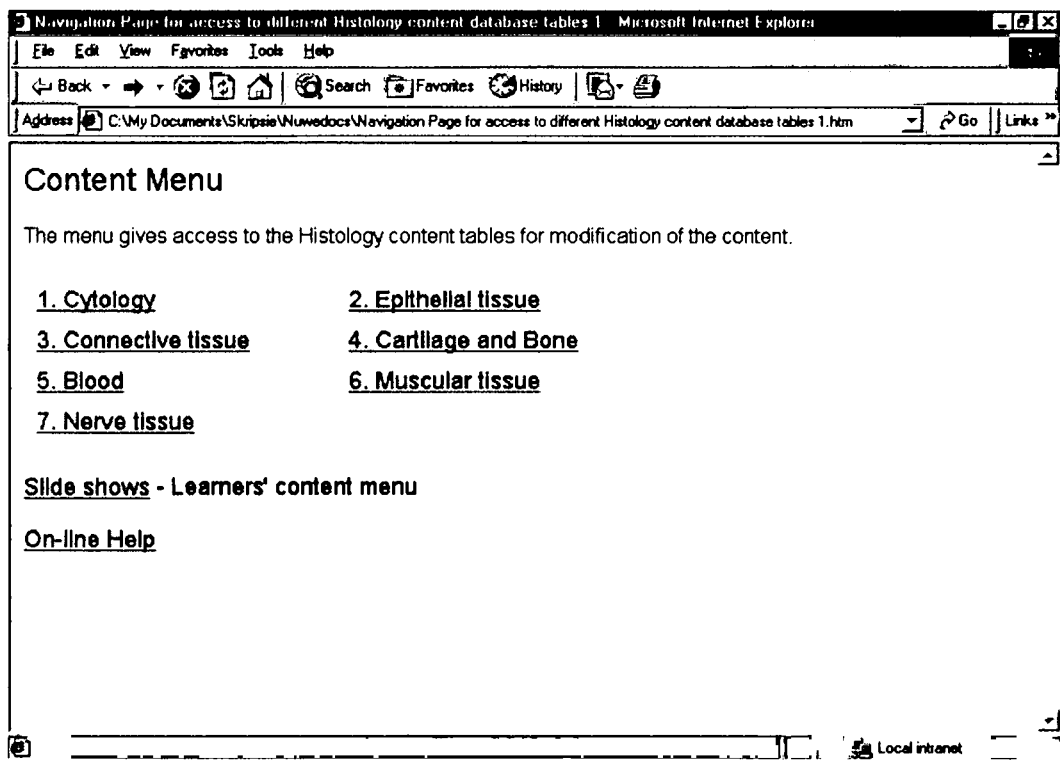 Navigation Page for access to different Histology content database tables 1 - Microsoft Internet Explorer
File Edit View Favorites Tools Help
Back Search Favorites History
Address C:\My Documents\Skripsie\Nuwedocs\Navigation Page for access to different Histology content database tables 1.htm Go Links »
Content Menu
The menu gives access to the Histology content tables for modification of the content.
1. Cytology 2. Epithelial tissue
3. Connective tissue 4. Cartilage and Bone
5. Blood 6. Muscular tissue
7. Nerve tissue
Slide shows - Learners' content menu
On-line Help
Local intranet